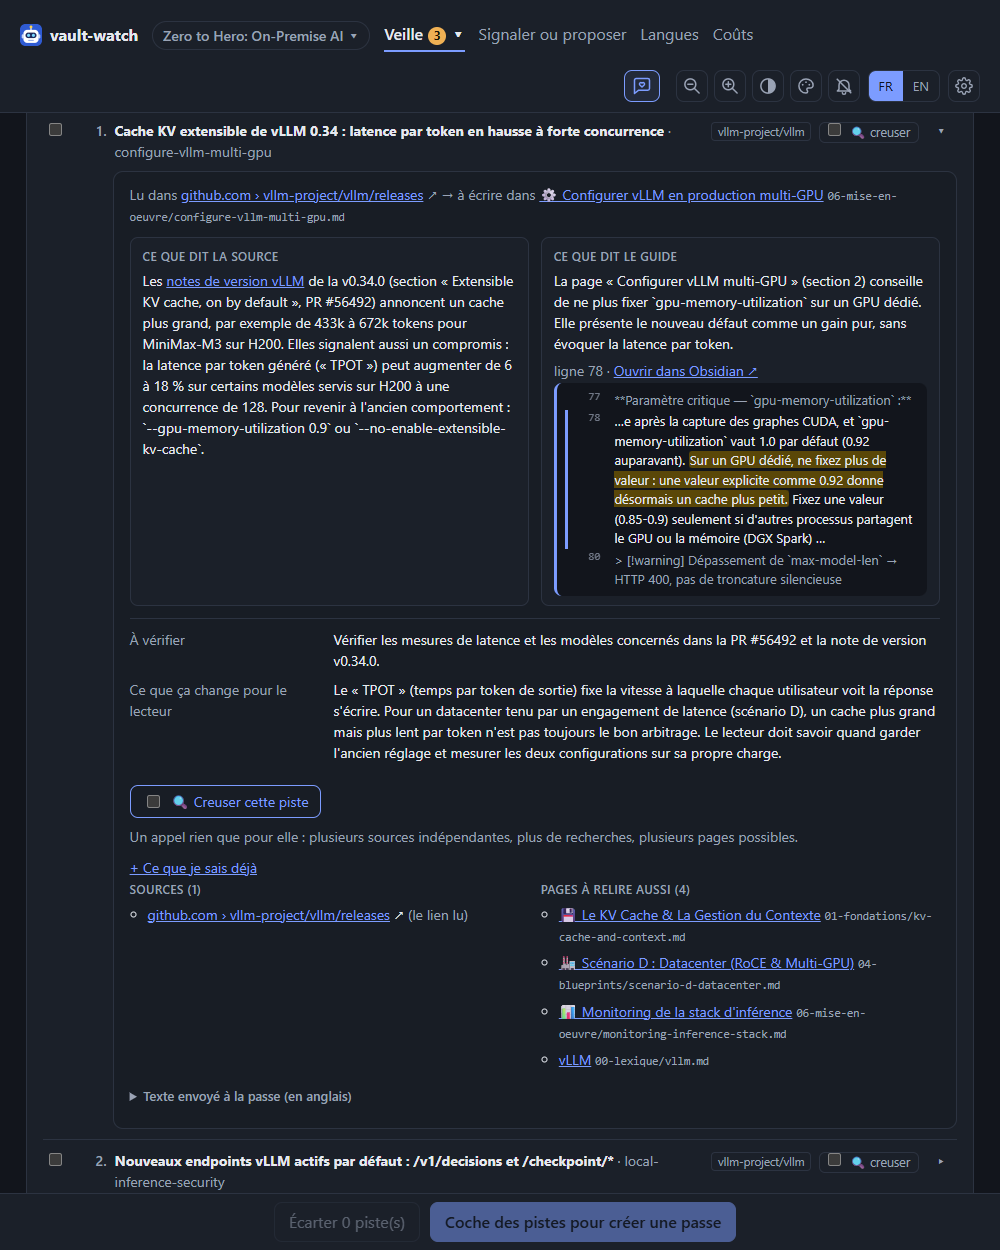 vault-watch
Zero to Hero: On-Premise AI ▾
Veille 3 ▾
Signaler ou proposer
Langues
Coûts
FR
EN
1. Cache KV extensible de vLLM 0.34 : latence par token en hausse à forte concurrence ·
configure-vllm-multi-gpu
vllm-project/vllm
creuser
Lu dans github.com › vllm-project/vllm/releases ↗ → à écrire dans ⚙️ Configurer vLLM en production multi-GPU 06-mise-en-
oeuvre/configure-vllm-multi-gpu.md
CE QUE DIT LA SOURCE
Les notes de version vLLM de la v0.34.0 (section « Extensible
KV cache, on by default », PR #56492) annoncent un cache
plus grand, par exemple de 433k à 672k tokens pour
MiniMax-M3 sur H200. Elles signalent aussi un compromis :
la latence par token généré (« TPOT ») peut augmenter de 6
à 18 % sur certains modèles servis sur H200 à une
concurrence de 128. Pour revenir à l'ancien comportement :
`--gpu-memory-utilization 0.9` ou `--no-enable-extensible-
kv-cache`.
CE QUE DIT LE GUIDE
La page « Configurer vLLM multi-GPU » (section 2) conseille
de ne plus fixer `gpu-memory-utilization` sur un GPU dédié.
Elle présente le nouveau défaut comme un gain pur, sans
évoquer la latence par token.
ligne 78 · Ouvrir dans Obsidian ↗
77 **Paramètre critique — `gpu-memory-utilization` :**
78 …e après la capture des graphes CUDA, et `gpu-
memory-utilization` vaut 1.0 par défaut (0.92
auparavant). Sur un GPU dédié, ne fixez plus de
valeur : une valeur explicite comme 0.92 donne
désormais un cache plus petit. Fixez une valeur
(0.85-0.9) seulement si d'autres processus partagent
le GPU ou la mémoire (DGX Spark) …
80 > [!warning] Dépassement de `max-model-len` →
HTTP 400, pas de troncature silencieuse
À vérifier
Vérifier les mesures de latence et les modèles concernés dans la PR #56492 et la note de version
v0.34.0.
Ce que ça change pour le
lecteur
Le « TPOT » (temps par token de sortie) fixe la vitesse à laquelle chaque utilisateur voit la réponse
s'écrire. Pour un datacenter tenu par un engagement de latence (scénario D), un cache plus grand
mais plus lent par token n'est pas toujours le bon arbitrage. Le lecteur doit savoir quand garder
l'ancien réglage et mesurer les deux configurations sur sa propre charge.
Creuser cette piste
Un appel rien que pour elle : plusieurs sources indépendantes, plus de recherches, plusieurs pages possibles.
+ Ce que je sais déjà
SOURCES (1)
github.com › vllm-project/vllm/releases ↗ (le lien lu)
PAGES À RELIRE AUSSI (4)
Le KV Cache & La Gestion du Contexte 01-fondations/kv-
cache-and-context.md
Scénario D : Datacenter (RoCE & Multi-GPU) 04-
blueprints/scenario-d-datacenter.md
Monitoring de la stack d'inférence 06-mise-en-
oeuvre/monitoring-inference-stack.md
vLLM 00-lexique/vllm.md
▶ Texte envoyé à la passe (en anglais)
2. Nouveaux endpoints vLLM actifs par défaut : /v1/decisions et /checkpoint/* · local-
inference-security
vllm-project/vllm
creuser
Écarter 0 piste(s)
Coche des pistes pour créer une passe